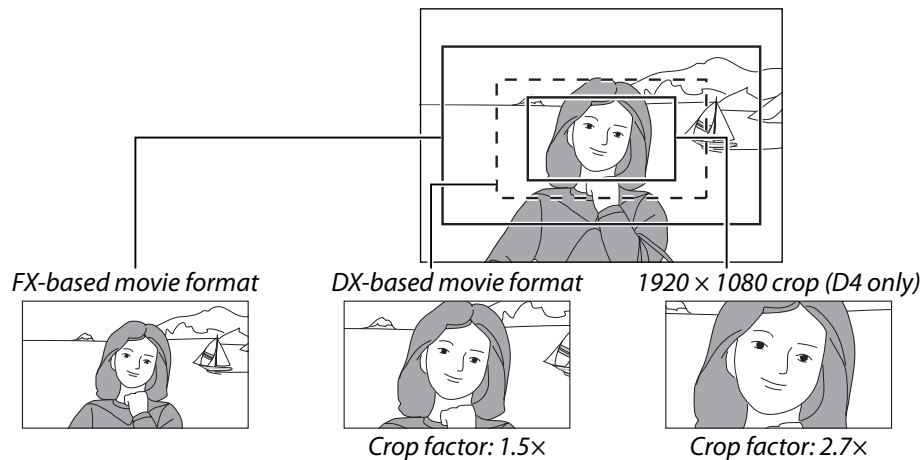 FX-based movie format
DX-based movie format
1920 × 1080 crop (D4 only)
Crop factor: 1.5×
Crop factor: 2.7×